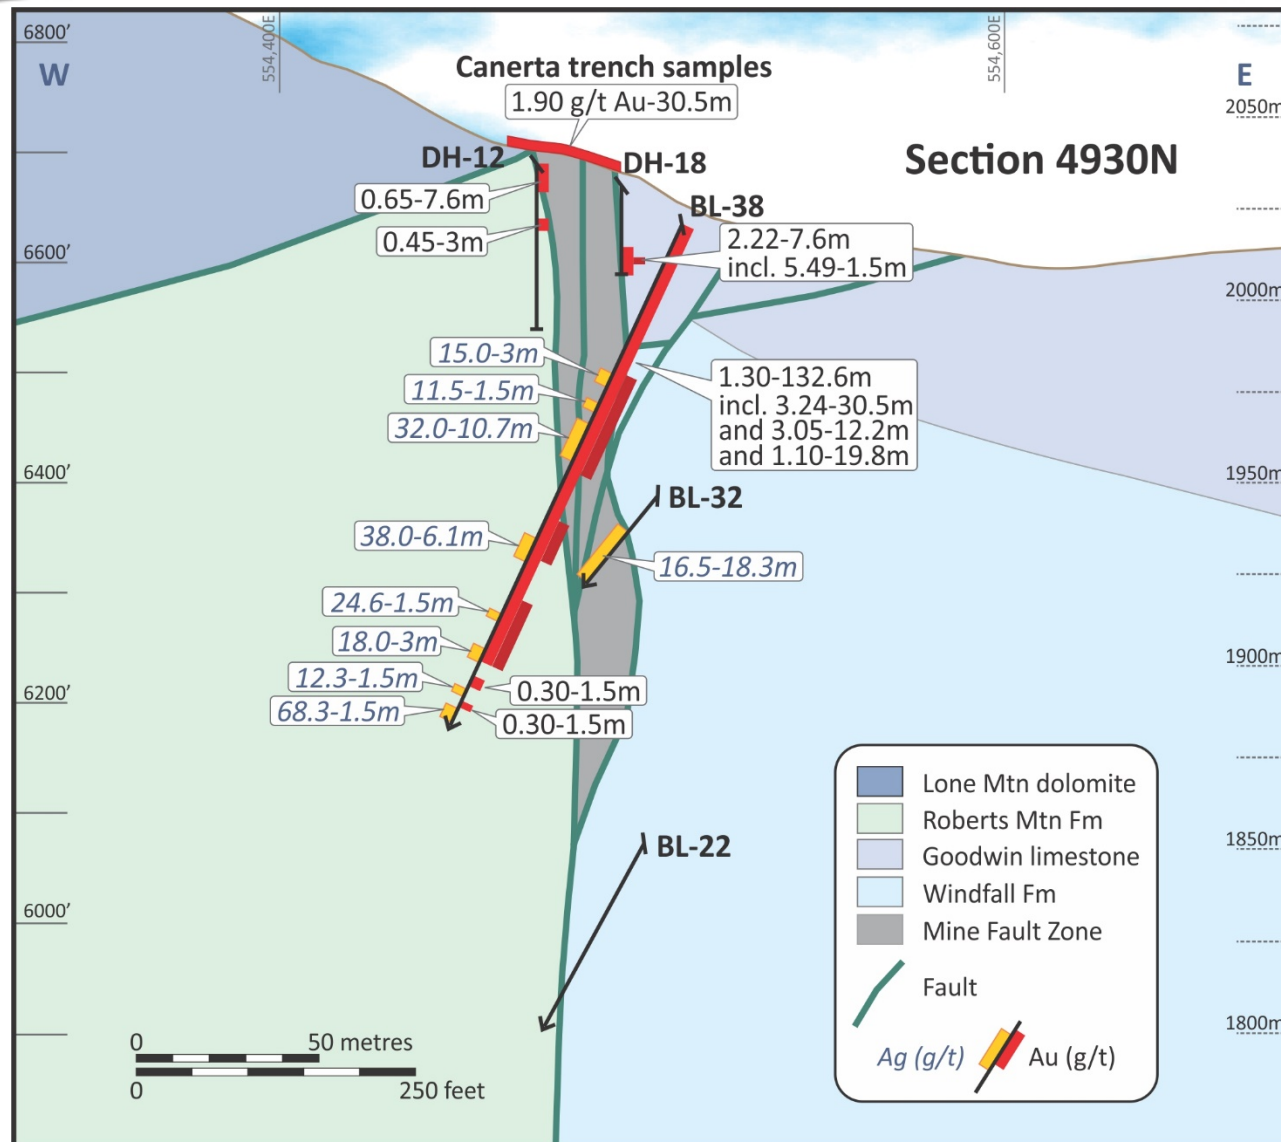 6800’
554,400E
554,600E
W
E
Canerta trench samples
1.90 g/t Au-30.5m
2050m
DH-12
DH-18
Section 4930N
0.65-7.6m
BL-38
0.45-3m
2.22-7.6m
incl. 5.49-1.5m
6600’
2000m
15.0-3m
11.5-1.5m
32.0-10.7m
1.30-132.6m
incl. 3.24-30.5m
and 3.05-12.2m
and 1.10-19.8m
6400’
1950m
BL-32
38.0-6.1m
16.5-18.3m
24.6-1.5m
18.0-3m
1900m
12.3-1.5m
0.30-1.5m
6200’
68.3-1.5m
0.30-1.5m
BL-22
1850m
Lone Mtn dolomite
Roberts Mtn Fm
Goodwin limestone
Windfall Fm
Mine Fault Zone
Fault
Ag (g/t)
Au (g/t)
6000’
1800m
0
50 metres
0
250 feet